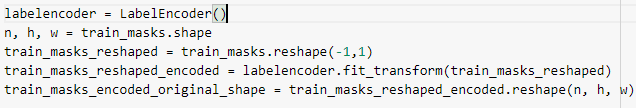 labelencoder = LabelEncoder()
n, h, w = train_masks.shape
train_masks_reshaped = train_masks.reshape(-1,1)
train_masks_reshaped_encoded = labelencoder.fit_transform(train_masks_reshaped)
train_masks_encoded_original_shape = train_masks_reshaped_encoded.reshape(n, h, w)